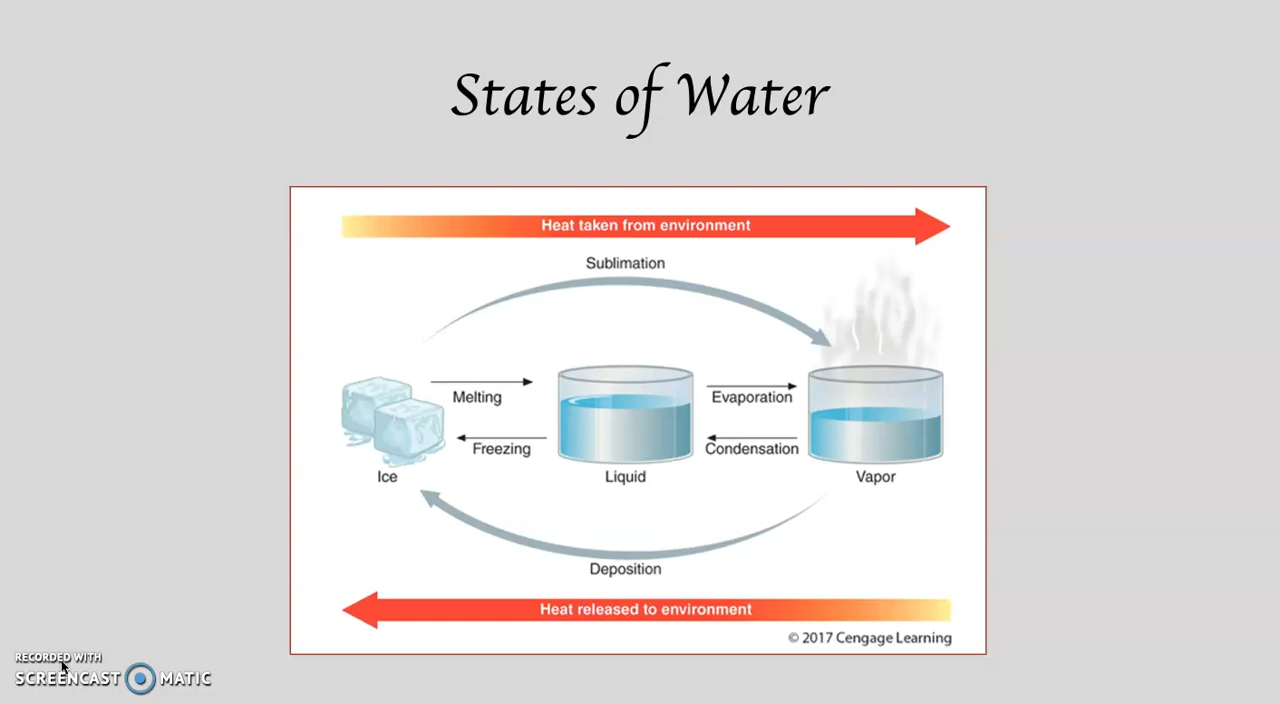 States of Water
Heat taken from environment
Sublimation
Melting
Evaporation
Freezing
Condensation
Ice
Liquid
Vapor
Deposition
Heat released to environment
© 2017 Cengage Learning
RECORDED WITH
SCREENCAST MATIC